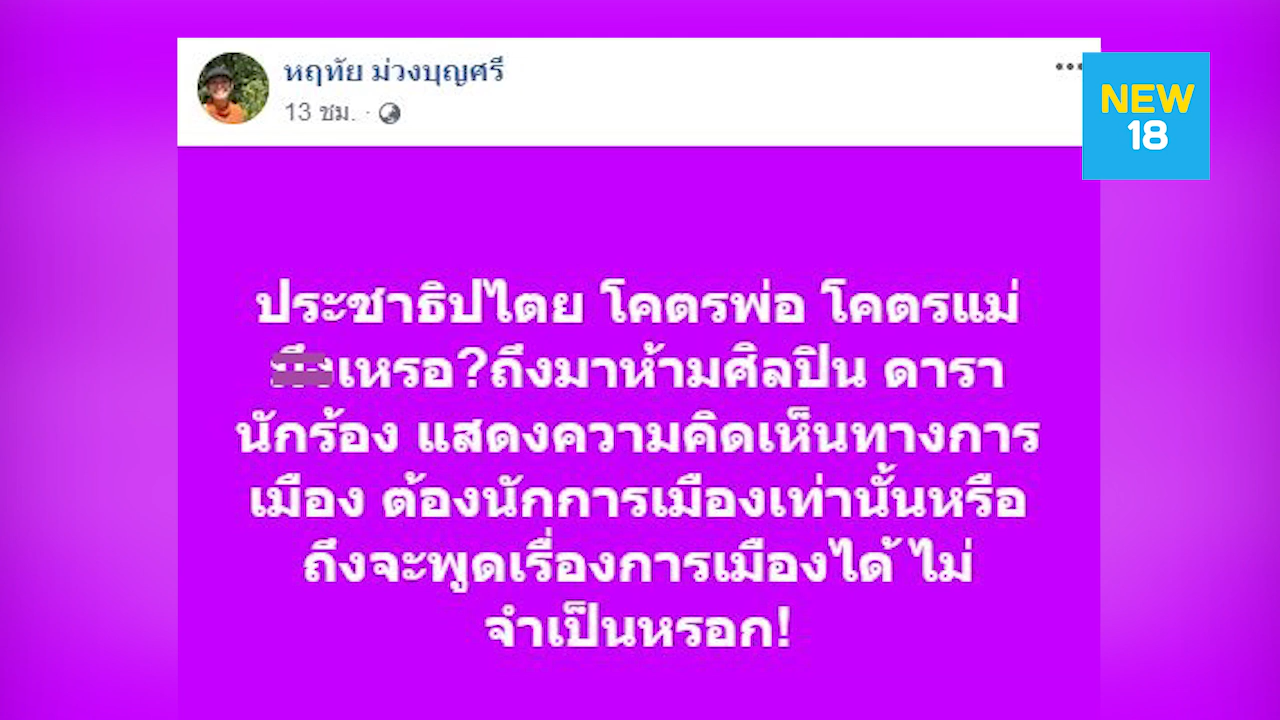 หฤทัย ม่วงบุญศรี
13 ชม. ·
NEW
18
ประชาธิปไตย โคตรพ่อ โคตรแม่
เหรอ?ถึงมาห้ามศิลปิน ดารา
นักร้อง แสดงความคิดเห็นทางการ
เมือง ต้องนักการเมืองเท่านั้นหรือ
ถึงจะพูดเรื่องการเมืองได้ ไม่
จำเป็นหรอก!